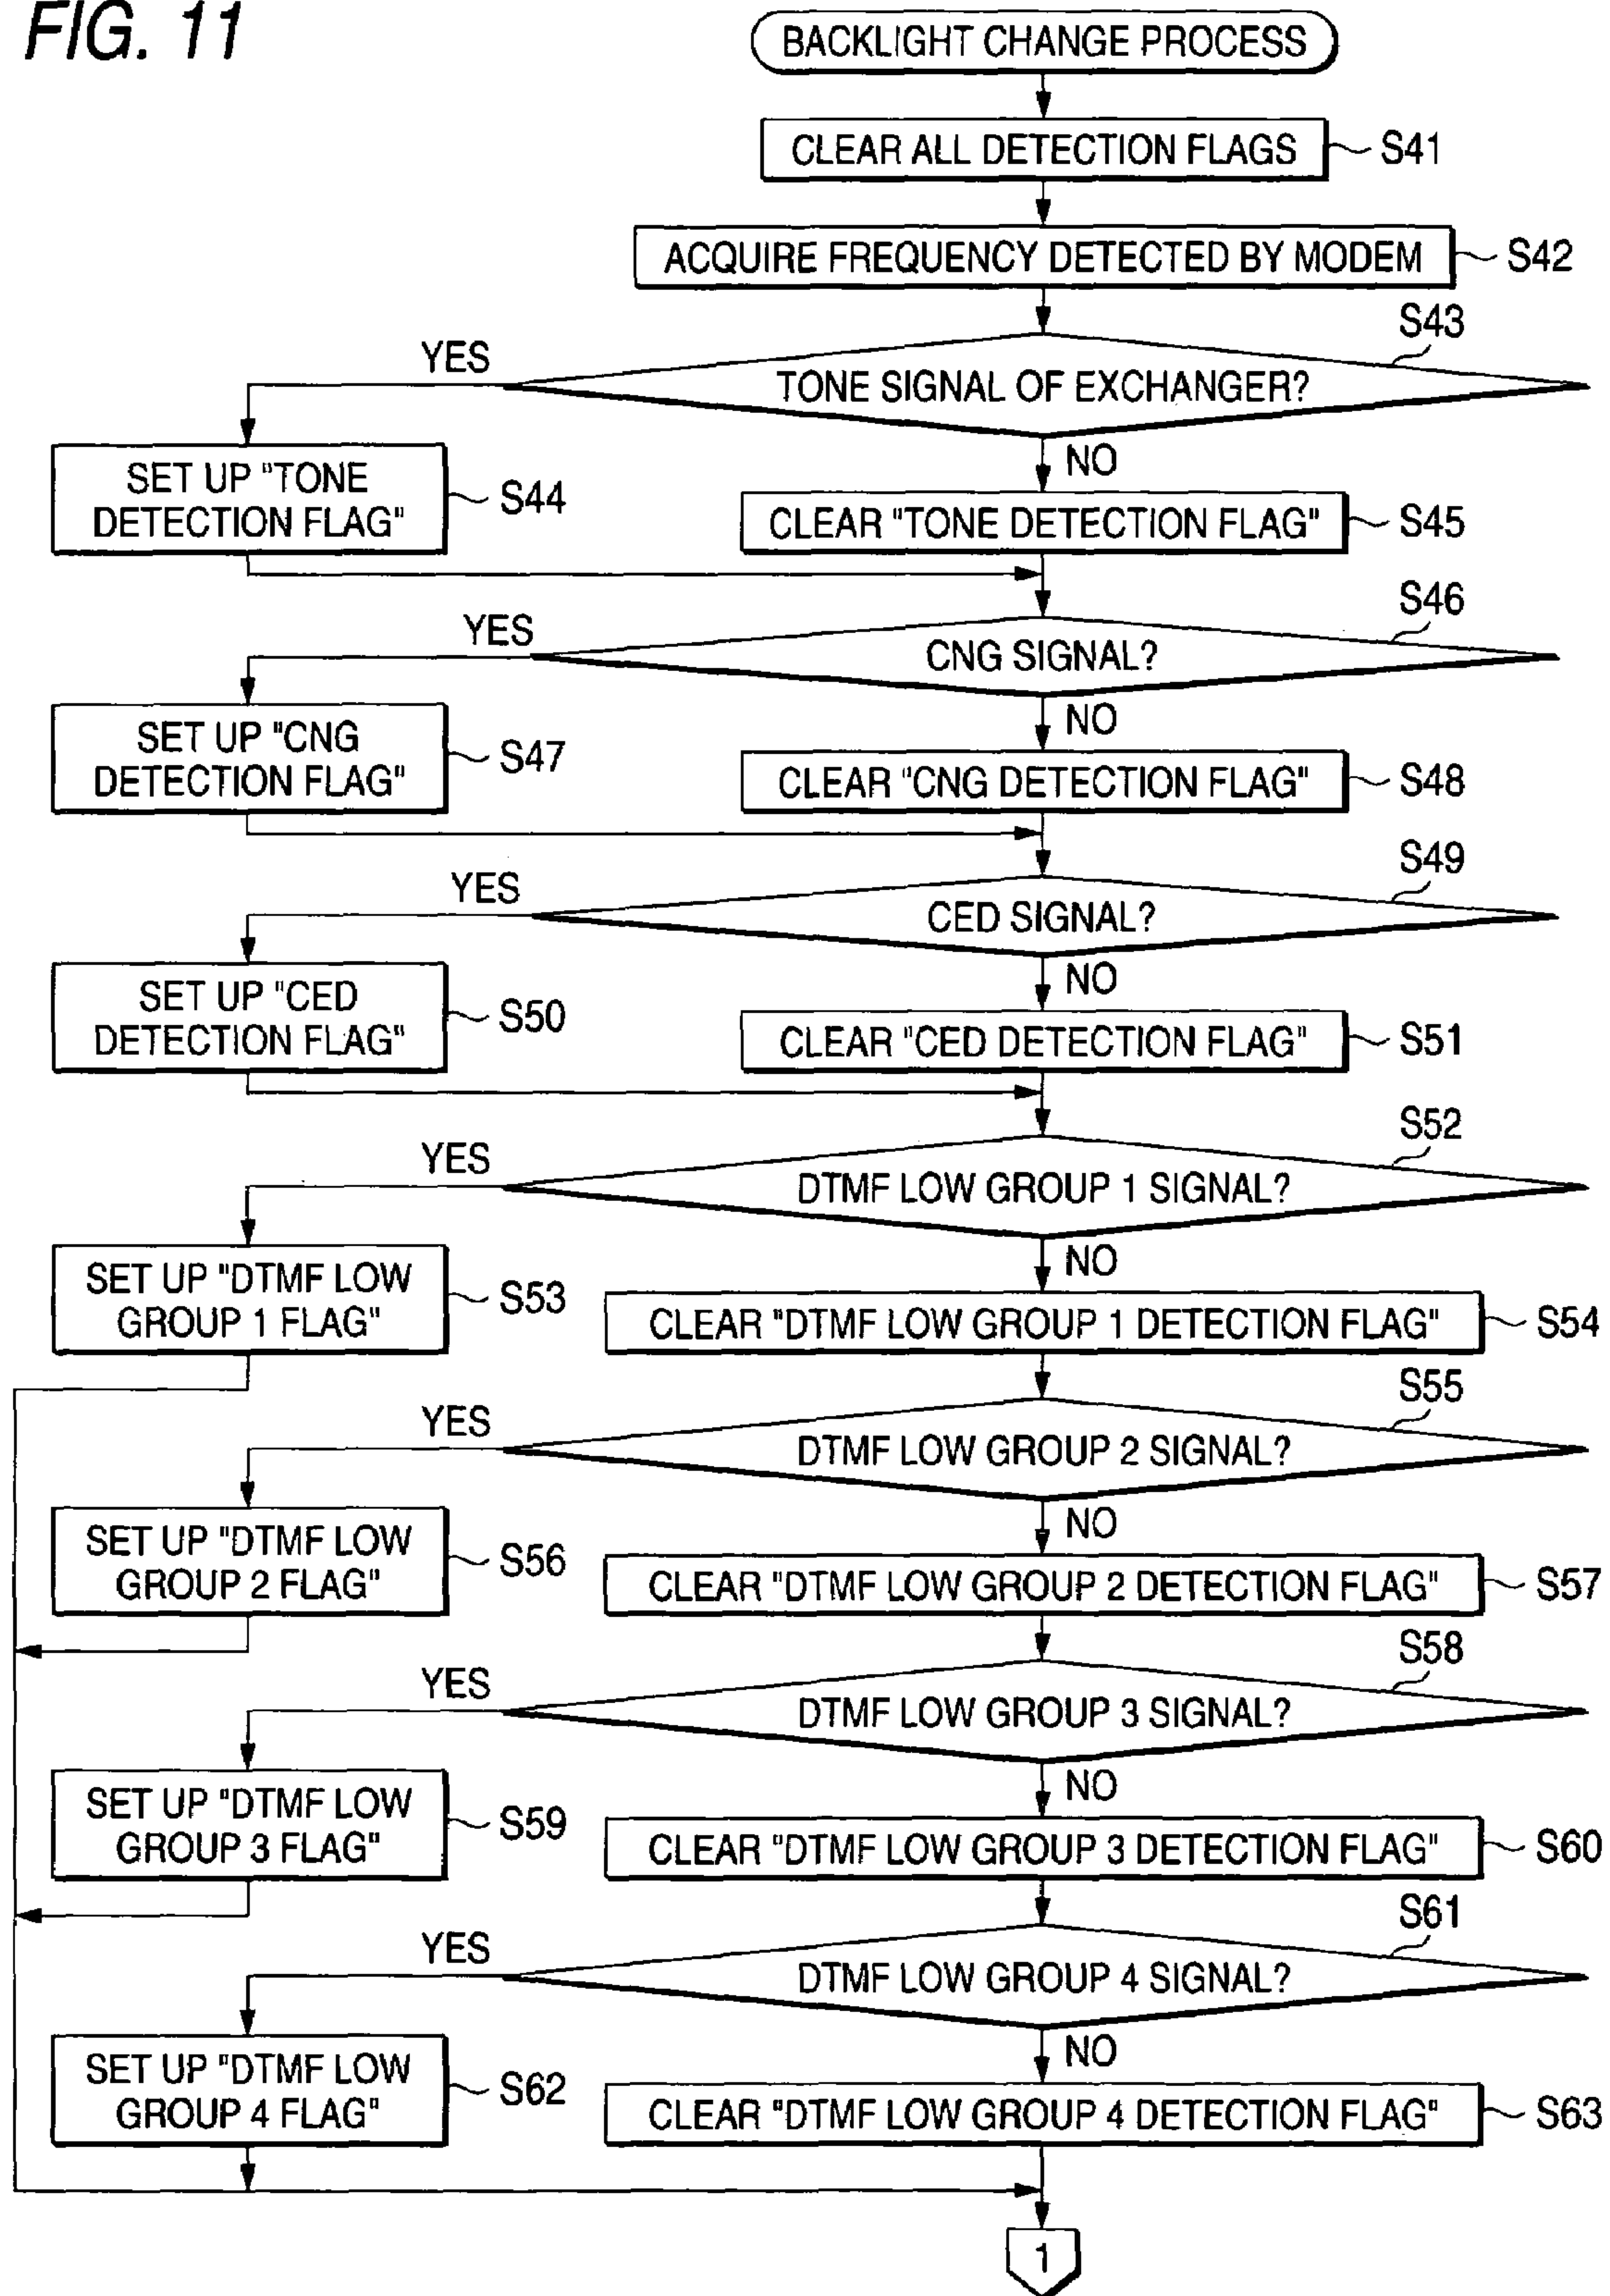 FIG. 11
BACKLIGHT CHANGE PROCESS
CLEAR ALL DETECTION FLAGS
S41
ACQUIRE FREQUENCY DETECTED BY MODEM
S42
S43
YES
TONE SIGNAL OF EXCHANGER?
NO
SET UP "TONE
DETECTION FLAG"
S44
CLEAR "TONE DETECTION FLAG"
S45
S46
YES
CNG SIGNAL?
NO
SET UP "CNG
DETECTION FLAG"
S47
CLEAR "CNG DETECTION FLAG"
S48
S49
YES
CED SIGNAL?
NO
SET UP "CED
DETECTION FLAG"
S50
CLEAR "CED DETECTION FLAG"
S51
S52
YES
DTMF LOW GROUP 1 SIGNAL?
NO
SET UP "DTMF LOW
GROUP 1 FLAG"
S53
CLEAR "DTMF LOW GROUP 1 DETECTION FLAG"
S54
S55
YES
DTMF LOW GROUP 2 SIGNAL?
NO
SET UP "DTMF LOW
GROUP 2 FLAG"
S56
CLEAR "DTMF LOW GROUP 2 DETECTION FLAG"
S57
S58
YES
DTMF LOW GROUP 3 SIGNAL?
NO
SET UP "DTMF LOW
GROUP 3 FLAG"
S59
CLEAR "DTMF LOW GROUP 3 DETECTION FLAG"
S60
S61
YES
DTMF LOW GROUP 4 SIGNAL?
NO
SET UP "DTMF LOW
GROUP 4 FLAG"
S62
CLEAR "DTMF LOW GROUP 4 DETECTION FLAG"
S63
1